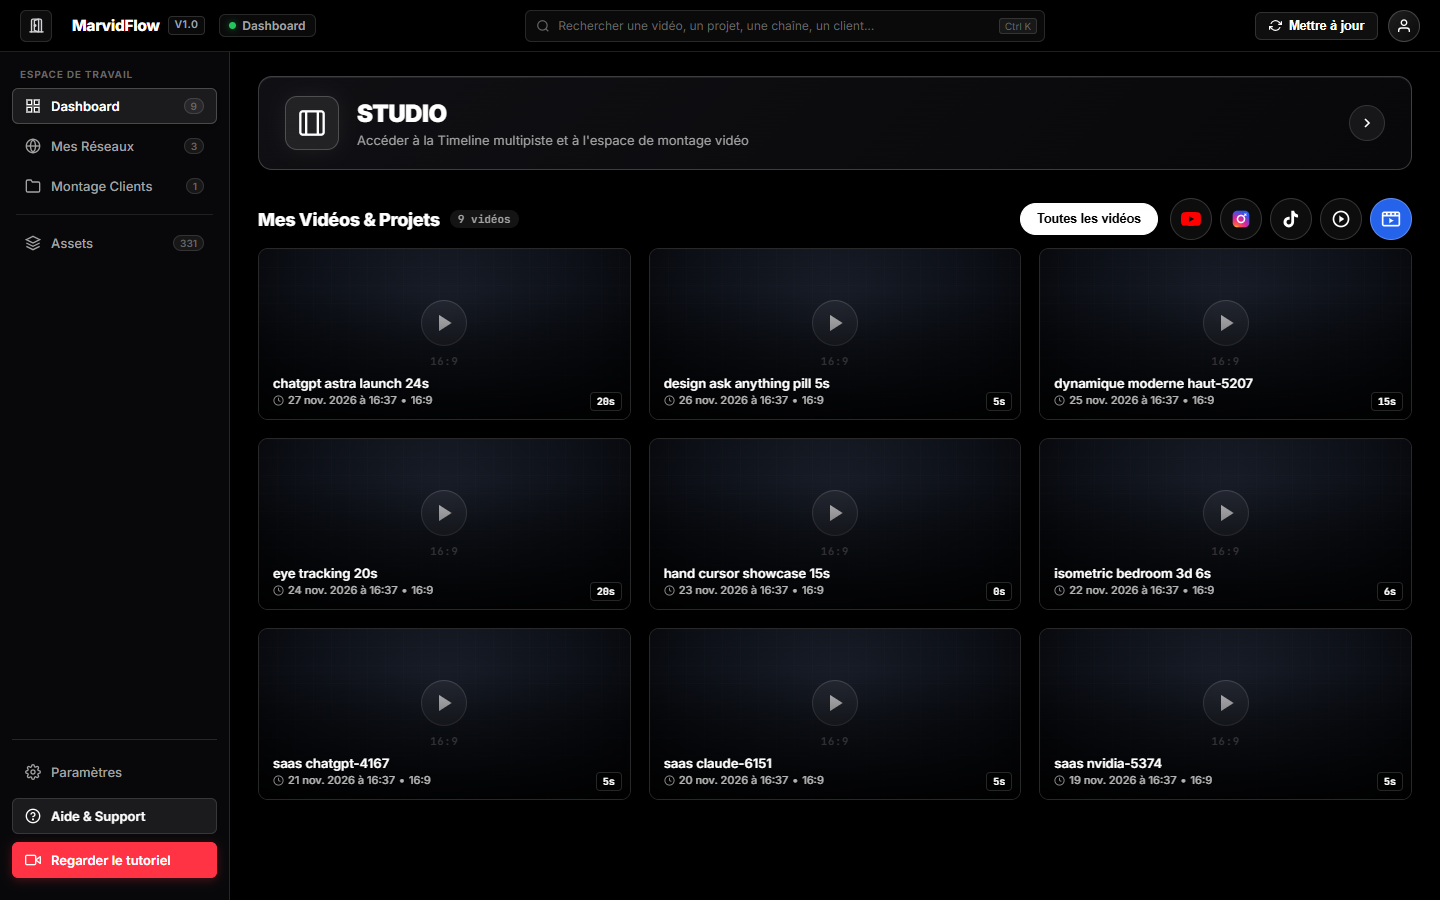 MarvidFlow V1.0 Dashboard
Rechercher une vidéo, un projet, une chaîne, un client... Ctrl K
Mettre à jour
ESPACE DE TRAVAIL
Dashboard 9
Mes Réseaux 3
Montage Clients 1
Assets 331
Paramètres
Aide & Support
Regarder le tutoriel
STUDIO
Accéder à la Timeline multipiste et à l'espace de montage vidéo
Mes Vidéos & Projets 9 vidéos
Toutes les vidéos
16:9
chatgpt astra launch 24s
27 nov. 2026 à 16:37 • 16:9
20s
16:9
design ask anything pill 5s
26 nov. 2026 à 16:37 • 16:9
5s
16:9
dynamique moderne haut-5207
25 nov. 2026 à 16:37 • 16:9
15s
16:9
eye tracking 20s
24 nov. 2026 à 16:37 • 16:9
20s
16:9
hand cursor showcase 15s
23 nov. 2026 à 16:37 • 16:9
0s
16:9
isometric bedroom 3d 6s
22 nov. 2026 à 16:37 • 16:9
6s
16:9
saas chatgpt-4167
21 nov. 2026 à 16:37 • 16:9
5s
16:9
saas claude-6151
20 nov. 2026 à 16:37 • 16:9
5s
16:9
saas nvidia-5374
19 nov. 2026 à 16:37 • 16:9
5s